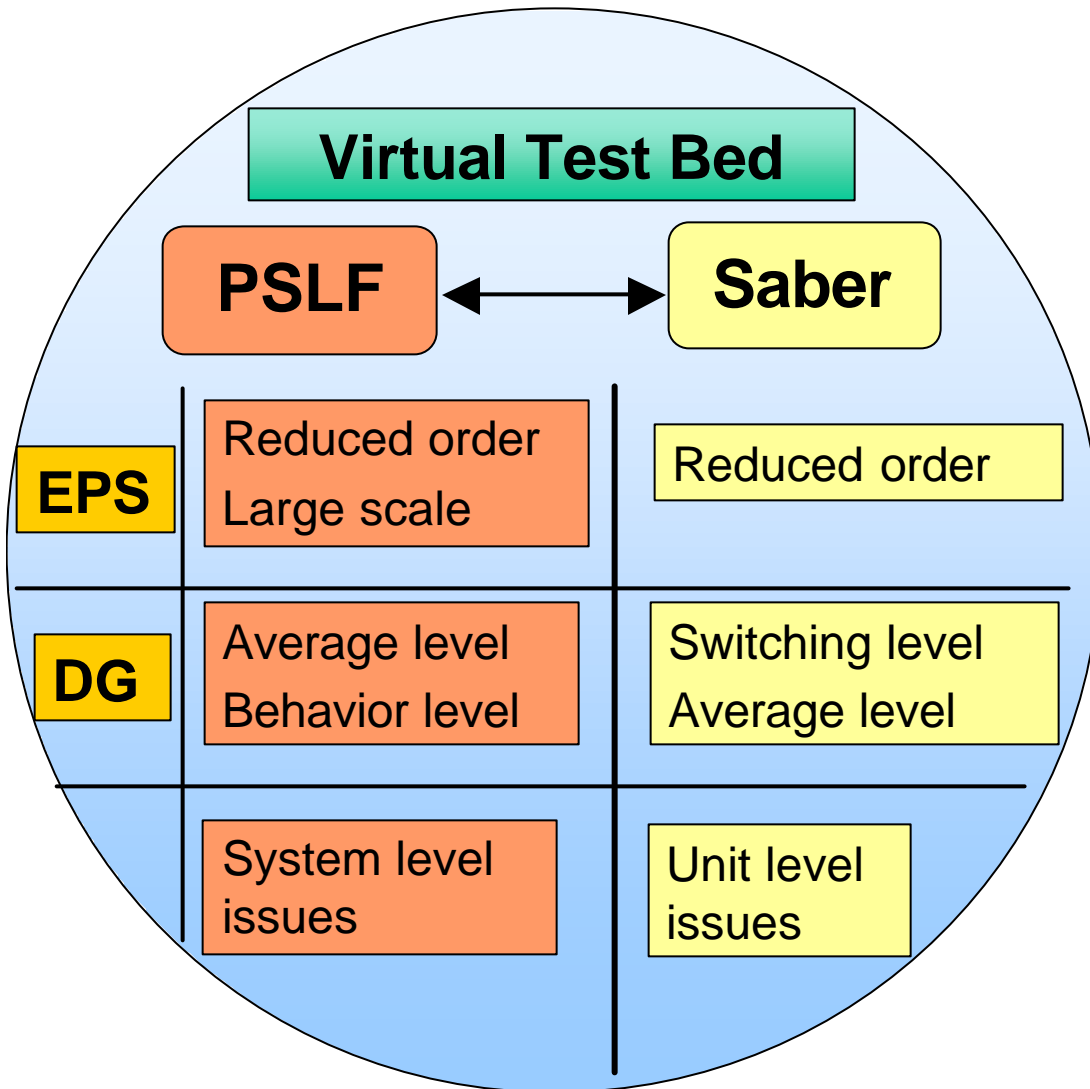 Virtual Test Bed
PSLF
Saber
EPS
Reduced order
Large scale
Reduced order
DG
Average level
Behavior level
Switching level
Average level
System level
issues
Unit level
issues